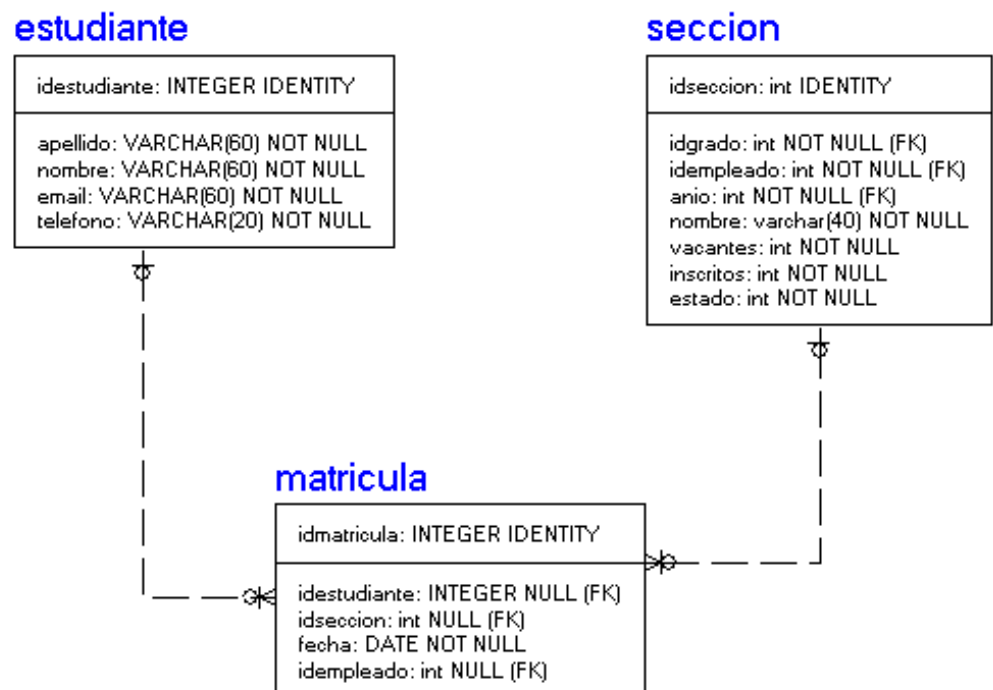 estudiante
idestudiante: INTEGER IDENTITY
apellido: VARCHAR(60) NOT NULL
nombre: VARCHAR(60) NOT NULL
email: VARCHAR(60) NOT NULL
telefono: VARCHAR(20) NOT NULL
seccion
idseccion: int IDENTITY
idgrado: int NOT NULL (FK)
idempleado: int NOT NULL (FK)
anio: int NOT NULL (FK)
nombre: varchar(40) NOT NULL
vacantes: int NOT NULL
inscritos: int NOT NULL
estado: int NOT NULL
matricula
idmatricula: INTEGER IDENTITY
idestudiante: INTEGER NULL (FK)
idseccion: int NULL (FK)
fecha: DATE NOT NULL
idempleado: int NULL (FK)